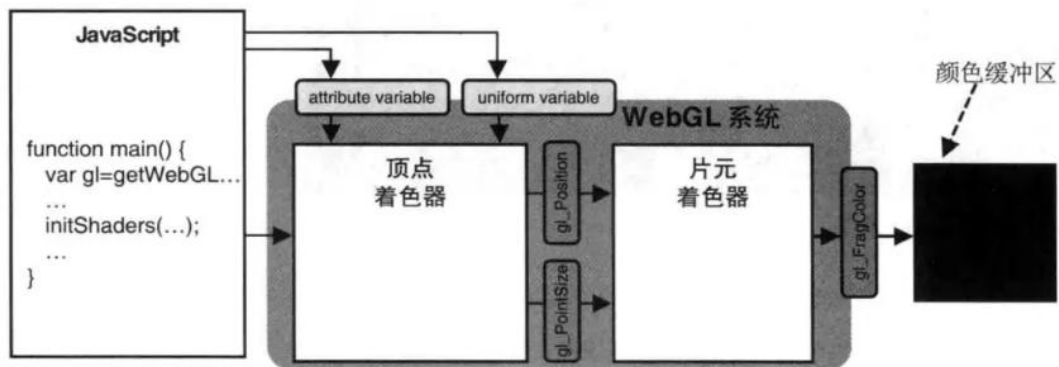 JavaScript
function main() {
var gl=getWebGL…
…
initShaders(…);
…
}
attribute variable
uniform variable
WebGL 系统
顶点
着色器
gl_Position
gl_PointSize
片元
着色器
gl_FragColor
颜色缓冲区